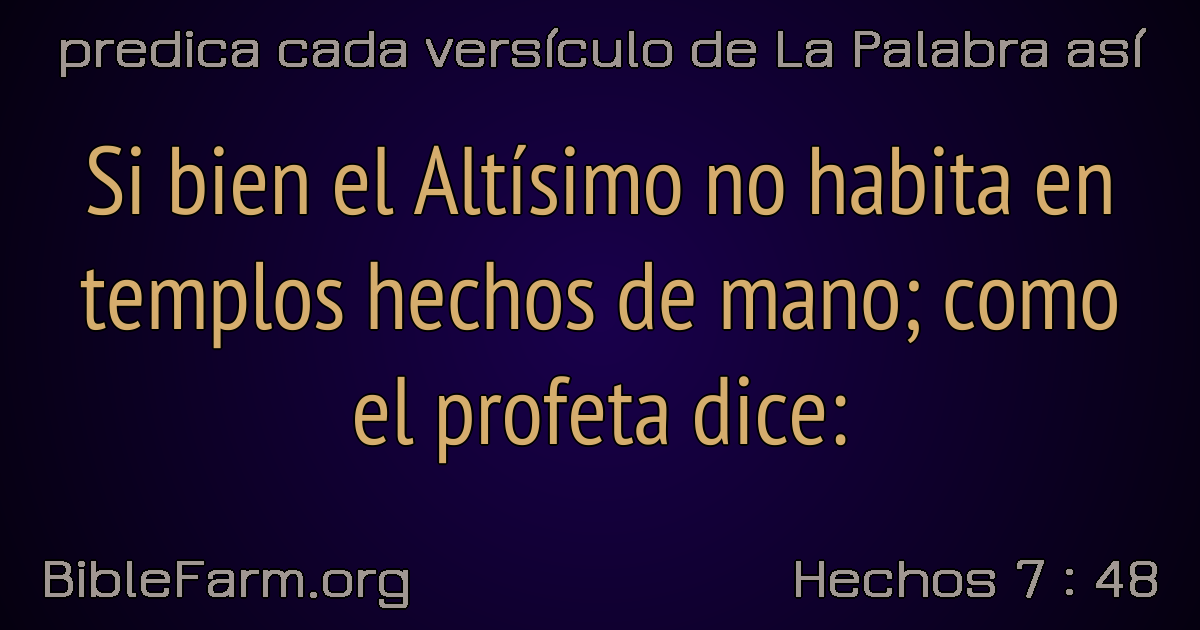 predica cada versículo de La Palabra así
Si bien el Altísimo no habita en
templos hechos de mano; como
el profeta dice:
BibleFarm.org
Hechos 7 : 48